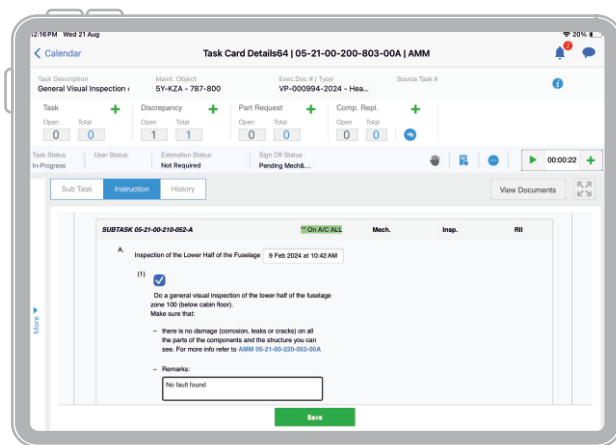 12:16PM Wed 21 Aug
20%
Calendar
Task Card Details64 | 05-21-00-200-803-00A | AMM
Task Description
Maint. Object
Exec.Doc # | Type
Source Task #
General Visual Inspection
5Y-KZA - 787-800
VP-000994-2024 - Hea...
Task
Discrepancy
Part Request
Comp. Repl.
Open Total
Open Total
Open Total
Open Total
0 0
1 1
0 0
0
Task Status
User Status
Estimation Status
Sign Off Status
In-Progress
Not Required
Pending Mech&...
00:00:22
Sub Task
Instruction
History
View Documents
SUBTASK 05-21-00-210-052-A
** On A/C ALL
Mech.
Insp.
RII
A.
Inspection of the Lower Half of the Fuselage
9 Feb 2024 at 10:42AM
(1)
Do a general visual inspection of the lower half of the fuselage
zone 100 (below cabin floor).
Make sure that:
– there is no damage (corrosion, leaks or cracks) on all
the parts of the components and the structure you can
see. For more info refer to AMM 05-21-00-220-052-00A
– Remarks:
No fault found
More
Save